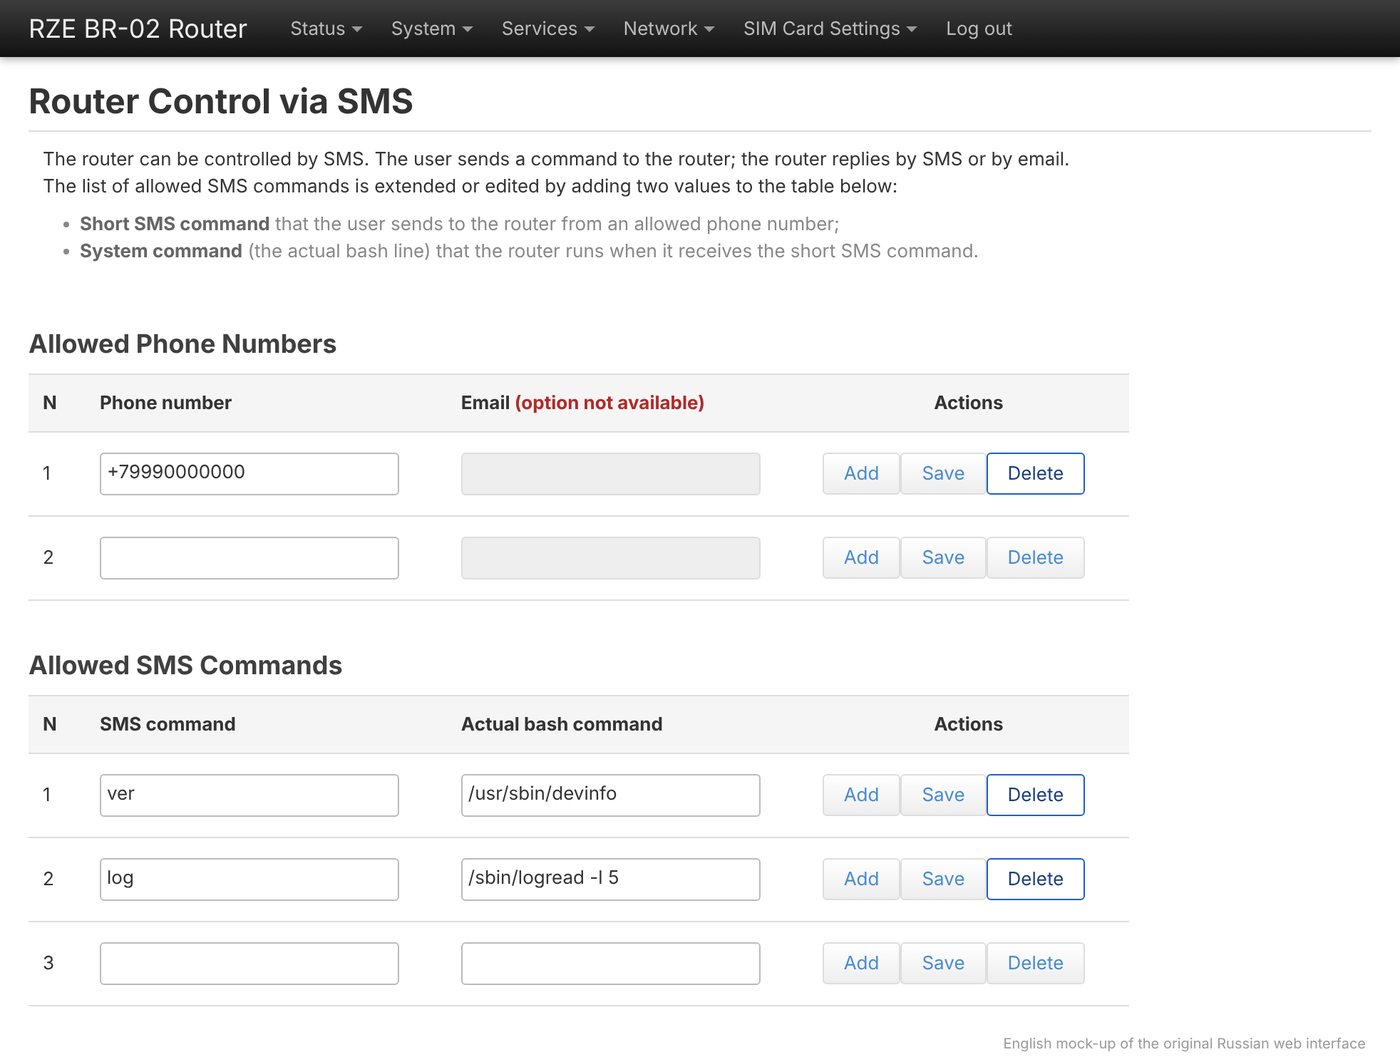 RZE BR-02 Router Status System Services Network SIM Card Settings Log out
Router Control via SMS
The router can be controlled by SMS. The user sends a command to the router; the router replies by SMS or by email.
The list of allowed SMS commands is extended or edited by adding two values to the table below:
• Short SMS command that the user sends to the router from an allowed phone number;
• System command (the actual bash line) that the router runs when it receives the short SMS command.
Allowed Phone Numbers
N Phone number Email (option not available) Actions
1 +79990000000 Add Save Delete
2 Add Save Delete
Allowed SMS Commands
N SMS command Actual bash command Actions
1 ver /usr/sbin/devinfo Add Save Delete
2 log /sbin/logread -l 5 Add Save Delete
3 Add Save Delete
English mock-up of the original Russian web interface